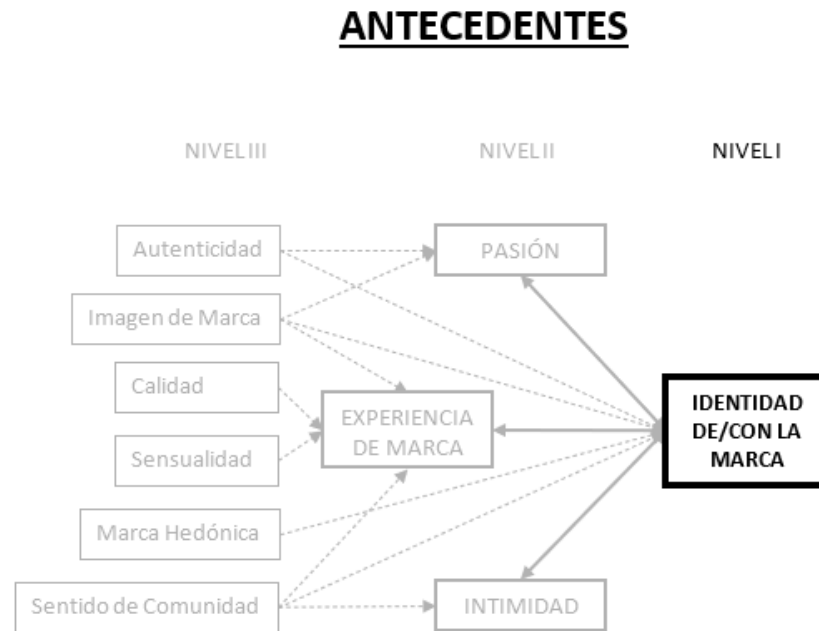 ANTECEDENTES
NIVEL III
NIVEL II
NIVEL I
Autenticidad
PASIÓN
Imagen de Marca
Calidad
EXPERIENCIA
DE MARCA
IDENTIDAD
DE/CON LA
MARCA
Sensualidad
Marca Hedónica
Sentido de Comunidad
INTIMIDAD